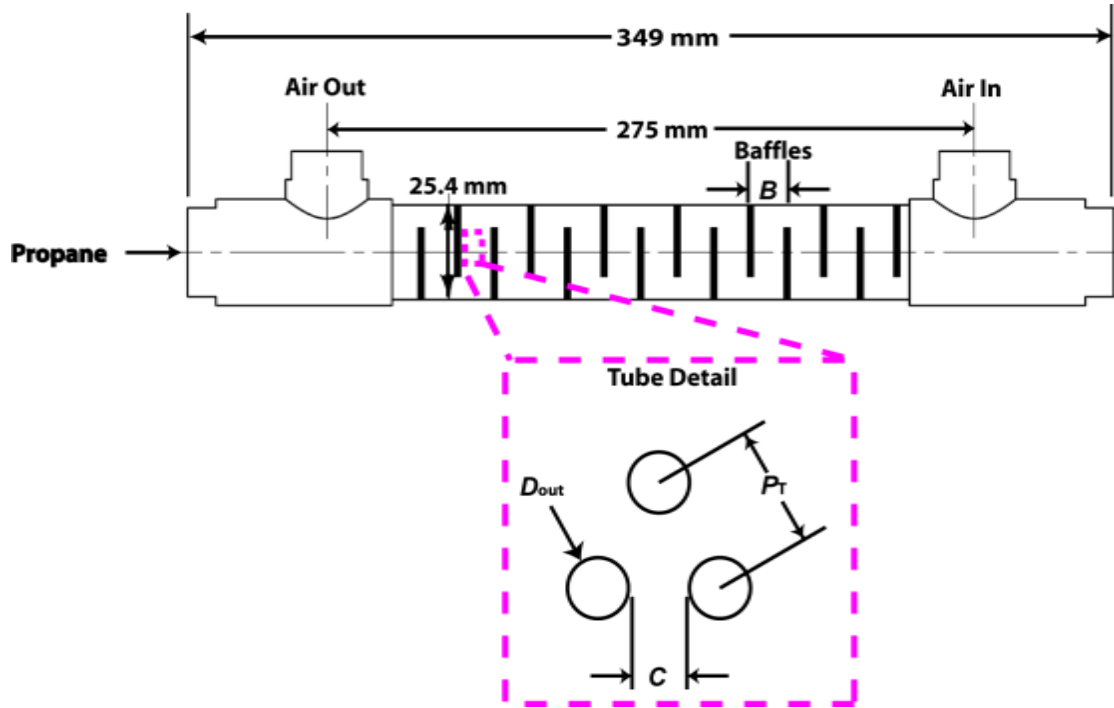 349 mm
Air Out
Air In
275 mm
Baffles
25.4 mm
B
Propane
Tube Detail
Dout
PT
C